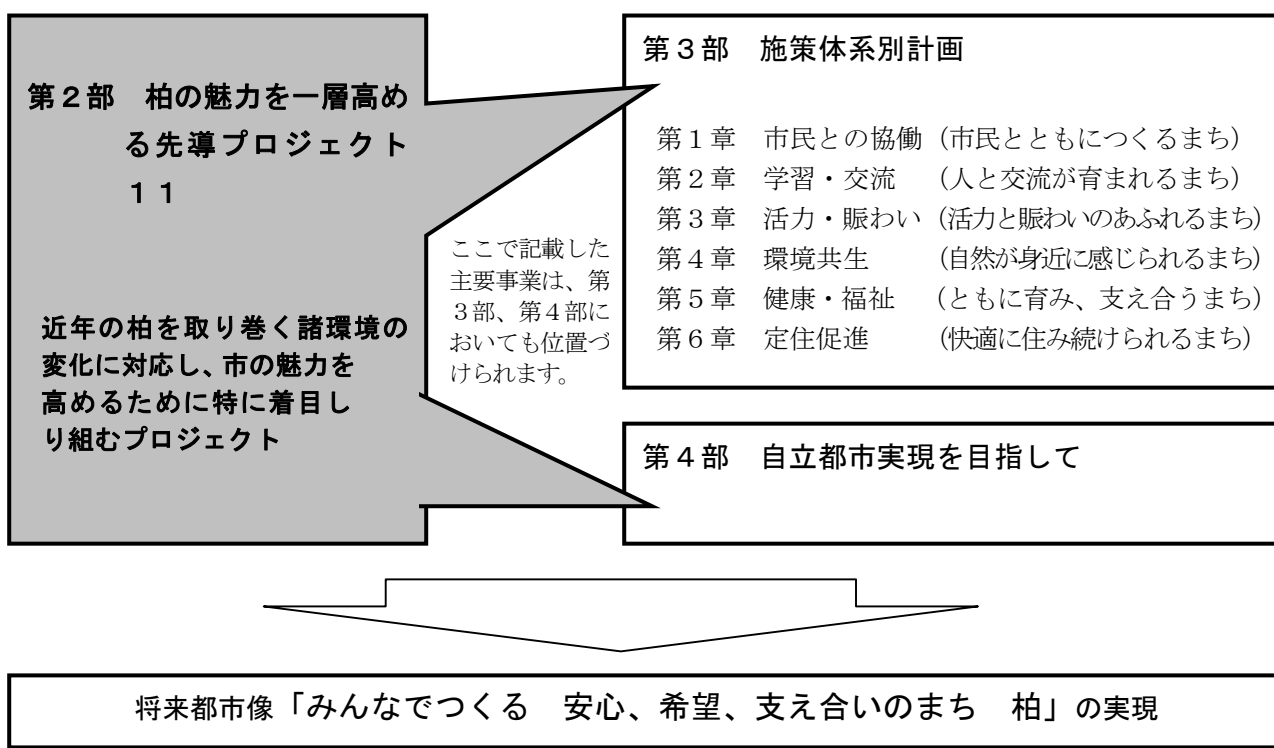 第２部　柏の魅力を一層高め
る先導プロジェクト
１１
近年の柏を取り巻く諸環境の
変化に対応し、市の魅力を
高めるために特に着目し
り組むプロジェクト
ここで記載した
主要事業は、第
３部、第４部に
おいても位置づ
けられます。
第３部　施策体系別計画
第１章　市民との協働（市民とともにつくるまち）
第２章　学習・交流　（人と交流が育まれるまち）
第３章　活力・賑わい（活力と賑わいのあふれるまち）
第４章　環境共生　　（自然が身近に感じられるまち）
第５章　健康・福祉　（ともに育み、支え合うまち）
第６章　定住促進　　（快適に住み続けられるまち）
第４部　自立都市実現を目指して
将来都市像「みんなでつくる　安心、希望、支え合いのまち　柏」の実現